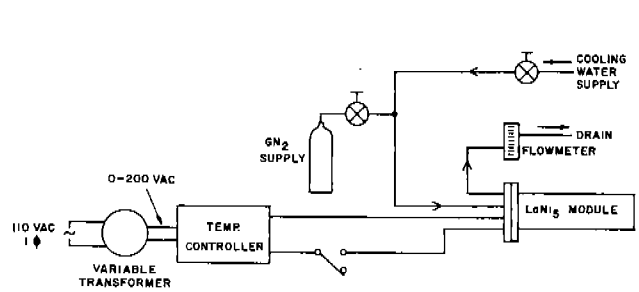 COOLING
WATER
SUPPLY
GN2
SUPPLY
DRAIN
FLOWMETER
0-200 VAC
LaNi5 MODULE
110 VAC
1 ϕ
~
TEMP.
CONTROLLER
VARIABLE
TRANSFORMER